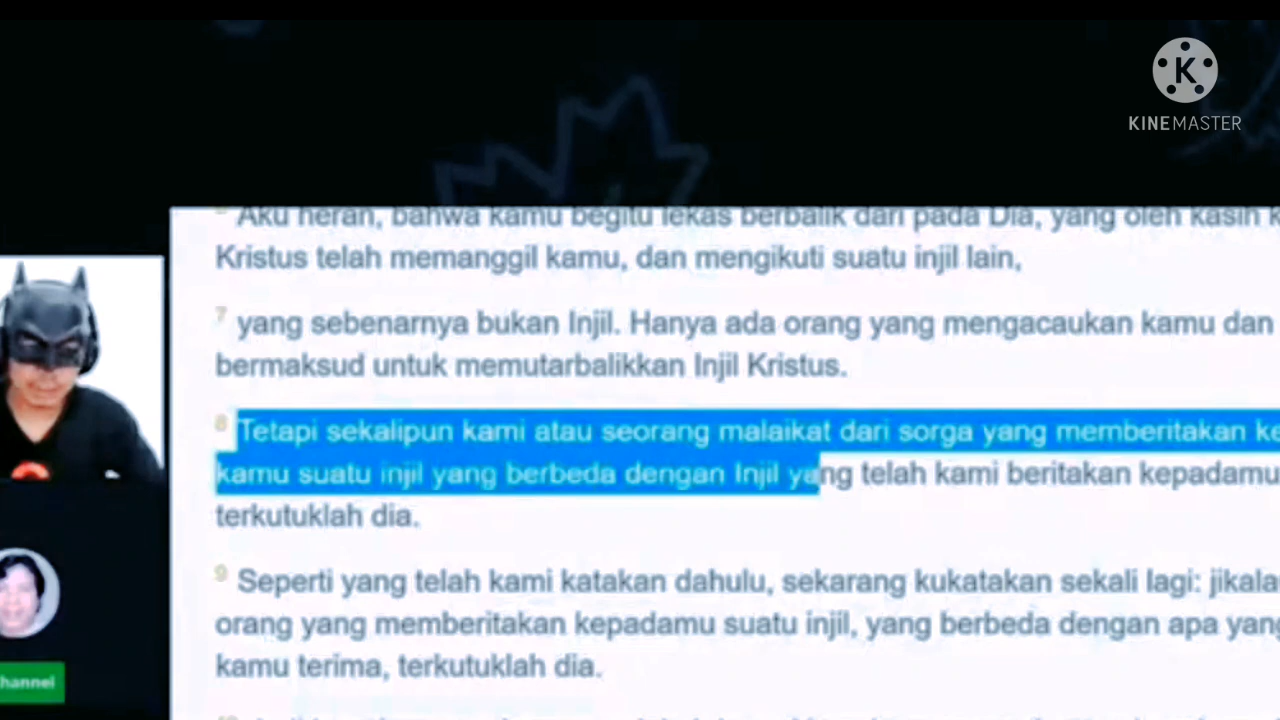 KINEMASTER
Aku heran, bahwa kamu begitu lekas berbalik dari pada Dia, yang oleh kasih
Kristus telah memanggil kamu, dan mengikuti suatu injil lain,
7 yang sebenarnya bukan Injil. Hanya ada orang yang mengacaukan kamu dan
bermaksud untuk memutarbalikkan Injil Kristus.
8 Tetapi sekalipun kami atau seorang malaikat dari sorga yang memberitakan ke
kamu suatu injil yang berbeda dengan Injil yang telah kami beritakan kepadamu
terkutuklah dia.
9 Seperti yang telah kami katakan dahulu, sekarang kukatakan sekali lagi: jikala
orang yang memberitakan kepadamu suatu injil, yang berbeda dengan apa yang
kamu terima, terkutuklah dia.
hannel